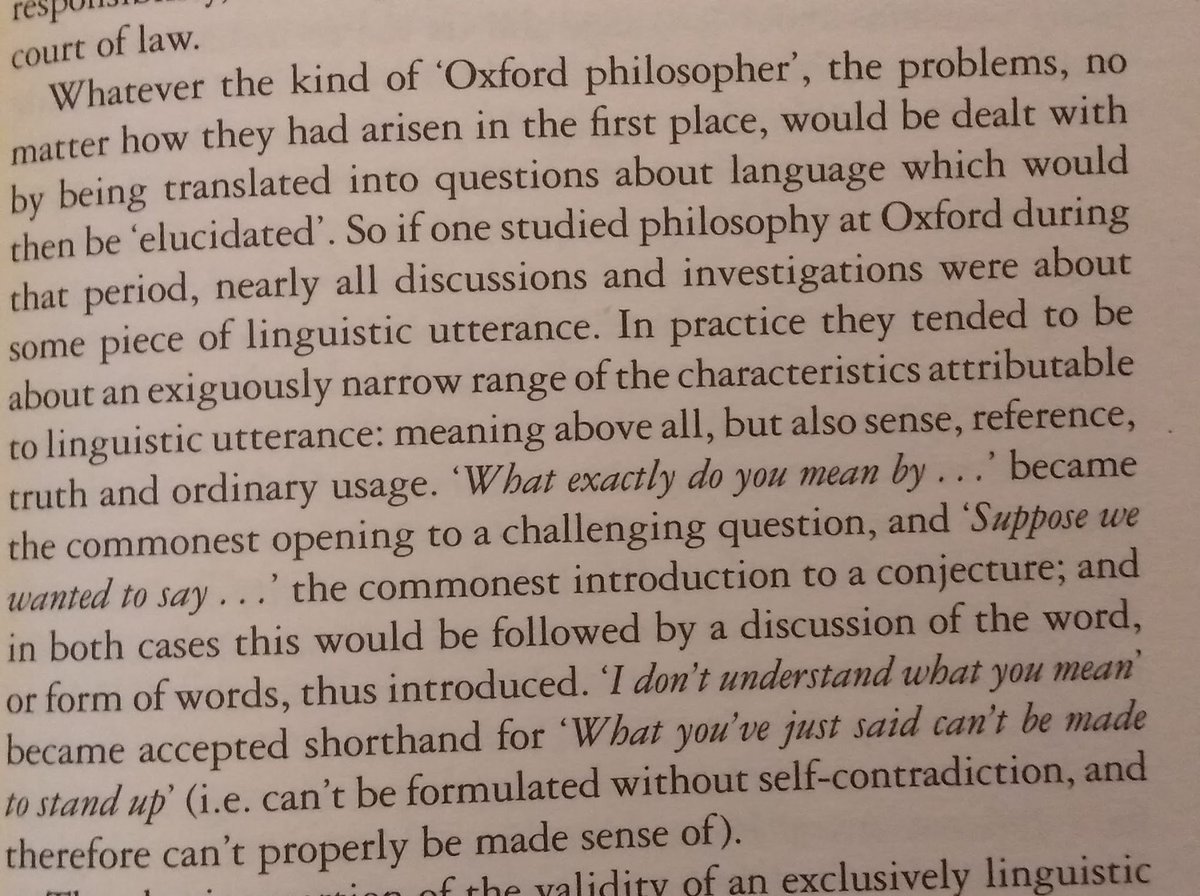 court of law.
Whatever the kind of ‘Oxford philosopher’, the problems, no
matter how they had arisen in the first place, would be dealt with
by being translated into questions about language which would
then be ‘elucidated’. So if one studied philosophy at Oxford during
that period, nearly all discussions and investigations were about
some piece of linguistic utterance. In practice they tended to be
about an exiguously narrow range of the characteristics attributable
to linguistic utterance: meaning above all, but also sense, reference,
truth and ordinary usage. ‘What exactly do you mean by . . .’ became
the commonest opening to a challenging question, and ‘Suppose we
wanted to say . . .’ the commonest introduction to a conjecture; and
in both cases this would be followed by a discussion of the word,
or form of words, thus introduced. ‘I don’t understand what you mean’
became accepted shorthand for ‘What you’ve just said can’t be made
to stand up’ (i.e. can’t be formulated without self-contradiction, and
therefore can’t properly be made sense of).
of the validity of an exclusively linguistic